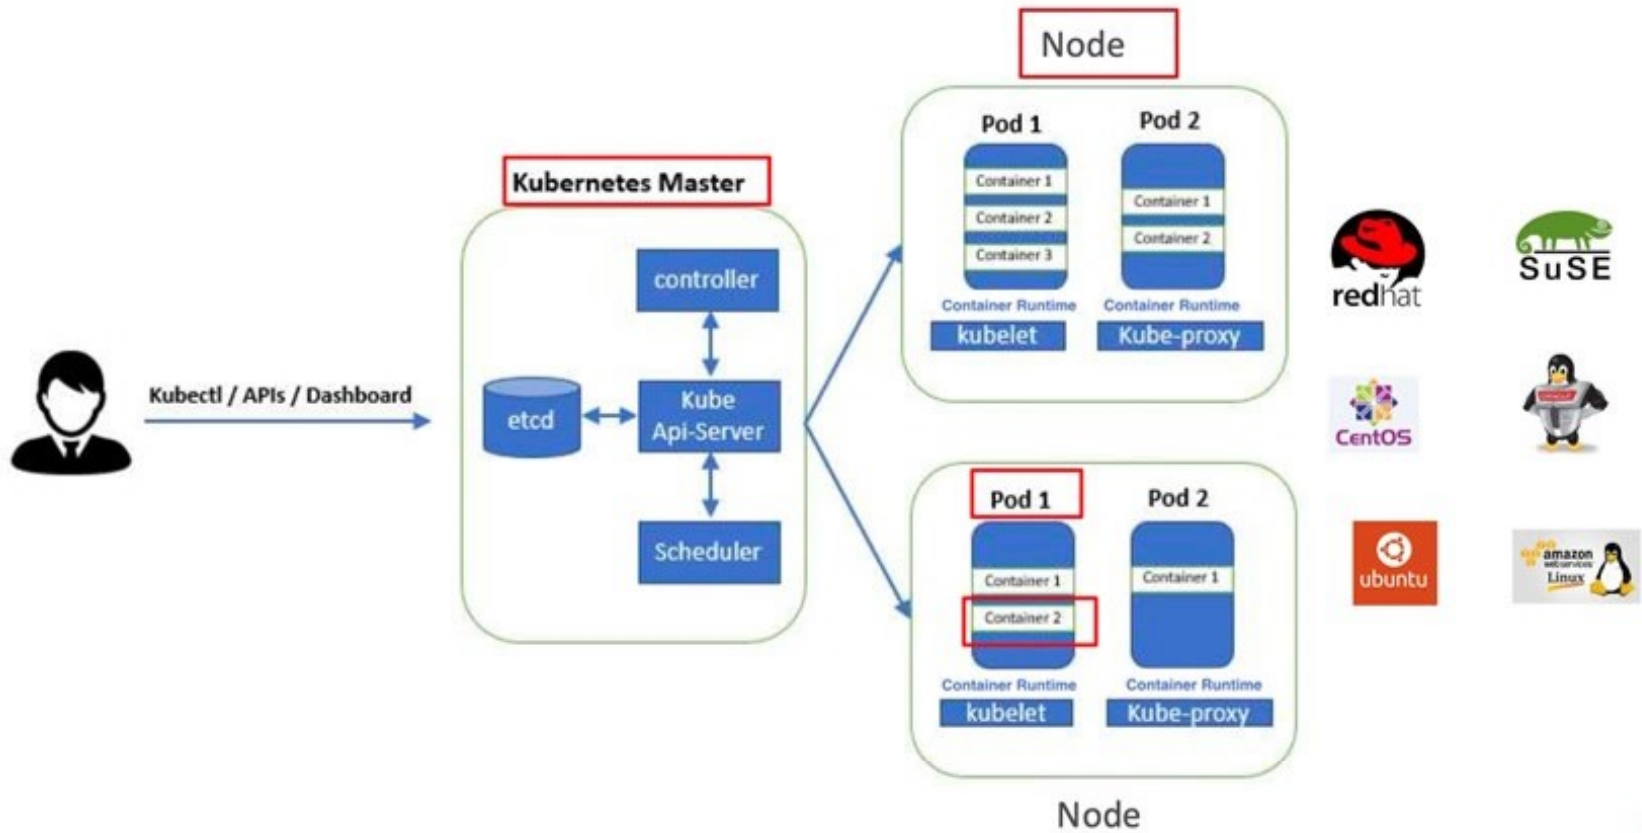 Node
Pod 1
Pod 2
Container 1
Container 2
Container 3
Container 1
Container 2
Container Runtime
Container Runtime
kubelet
Kube-proxy
Kubernetes Master
controller
etcd
Kube
Api-Server
Scheduler
Kubectl / APIs / Dashboard
Pod 1
Pod 2
Container 1
Container 2
Container 1
Container Runtime
Container Runtime
kubelet
Kube-proxy
Node
redhat
SuSE
CentOS
ubuntu
amazon
webservices
Linux